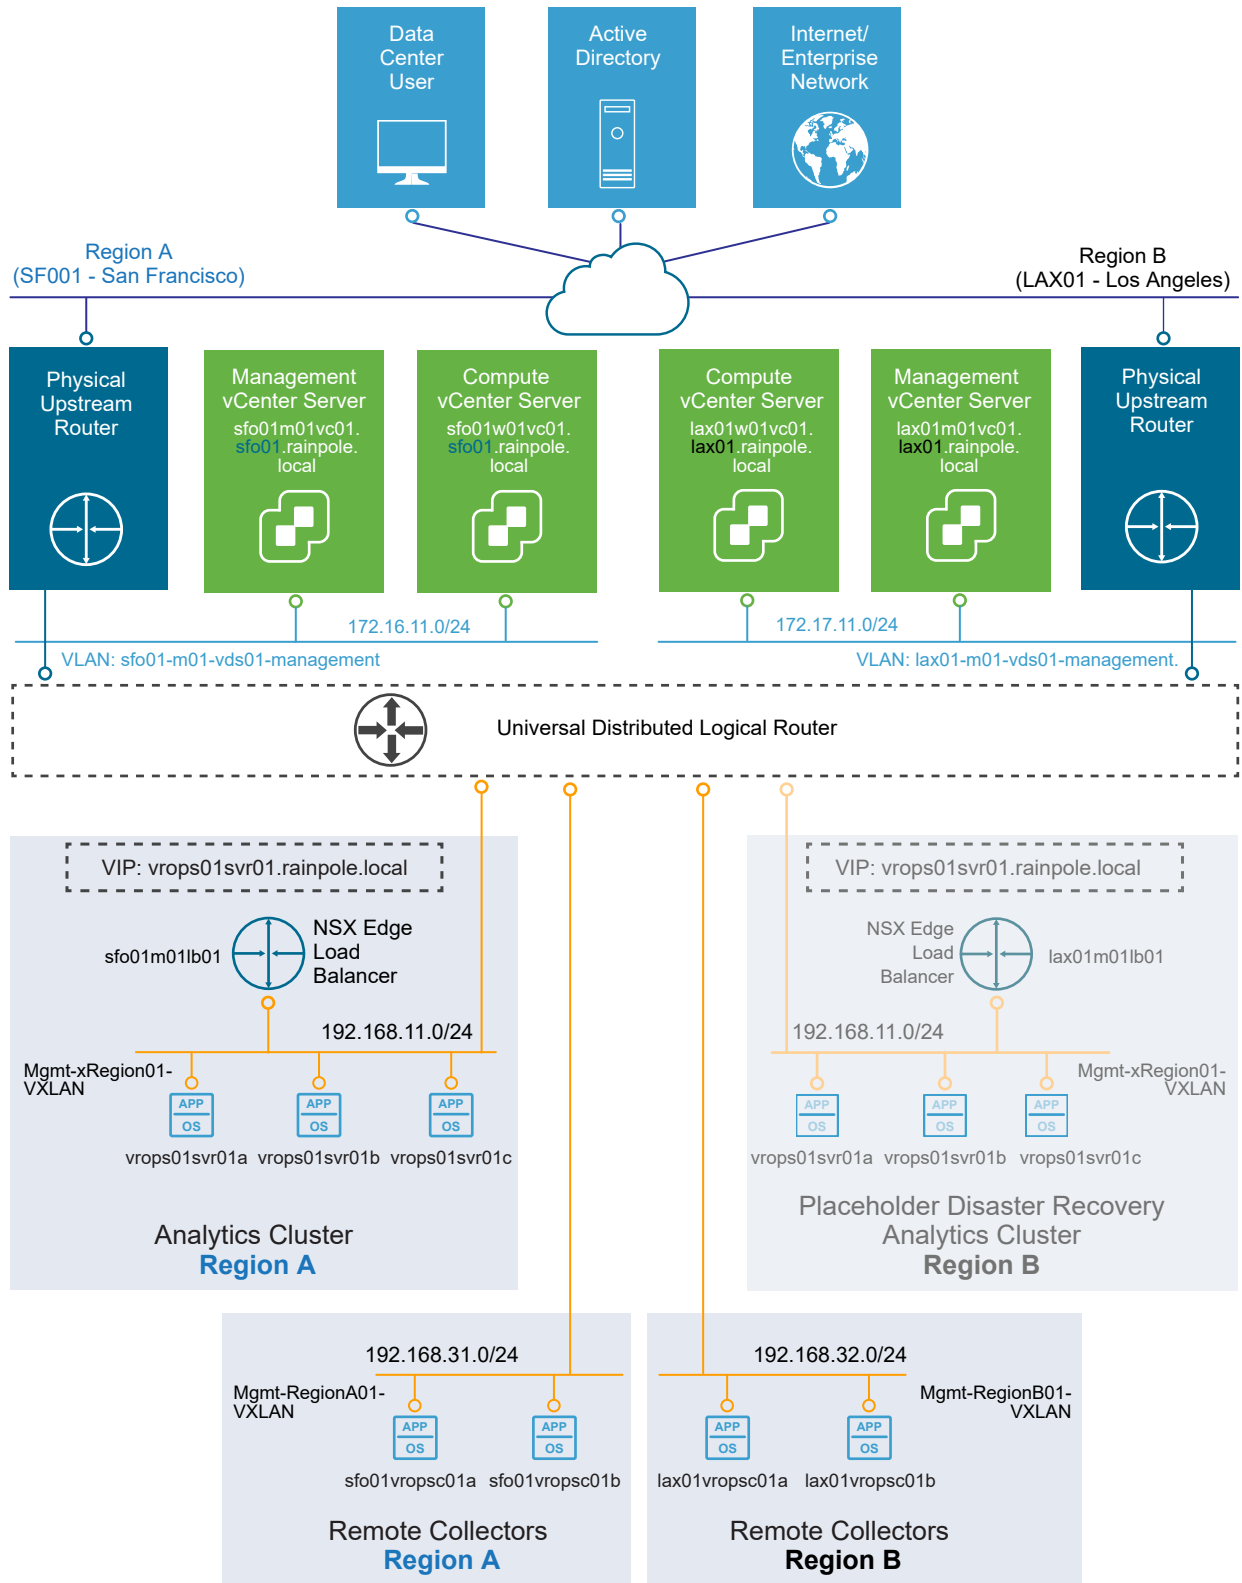 Data
Center
User
Active
Directory
Internet/
Enterprise
Network
Region A
(SF001 - San Francisco)
Region B
(LAX01 - Los Angeles)
Physical
Upstream
Router
Management
vCenter Server
sfo01m01vc01.
sfo01.rainpole.
local
Compute
vCenter Server
sfo01w01vc01.
sfo01.rainpole.
local
Compute
vCenter Server
lax01w01vc01.
lax01.rainpole.
local
Management
vCenter Server
lax01m01vc01.
lax01.rainpole.
local
Physical
Upstream
Router
172.16.11.0/24
VLAN: sfo01-m01-vds01-management
172.17.11.0/24
VLAN: lax01-m01-vds01-management.
Universal Distributed Logical Router
VIP: vrops01svr01.rainpole.local
sfo01m01lb01
NSX Edge
Load
Balancer
192.168.11.0/24
Mgmt-xRegion01-
VXLAN
APP
OS
APP
OS
APP
OS
vrops01svr01a
vrops01svr01b
vrops01svr01c
Analytics Cluster
Region A
VIP: vrops01svr01.rainpole.local
NSX Edge
Load
Balancer
lax01m01lb01
192.168.11.0/24
Mgmt-xRegion01-
VXLAN
APP
OS
APP
OS
APP
OS
vrops01svr01a
vrops01svr01b
vrops01svr01c
Placeholder Disaster Recovery
Analytics Cluster
Region B
192.168.31.0/24
Mgmt-RegionA01-
VXLAN
APP
OS
APP
OS
sfo01vropsc01a
sfo01vropsc01b
Remote Collectors
Region A
192.168.32.0/24
Mgmt-RegionB01-
VXLAN
APP
OS
APP
OS
lax01vropsc01a
lax01vropsc01b
Remote Collectors
Region B